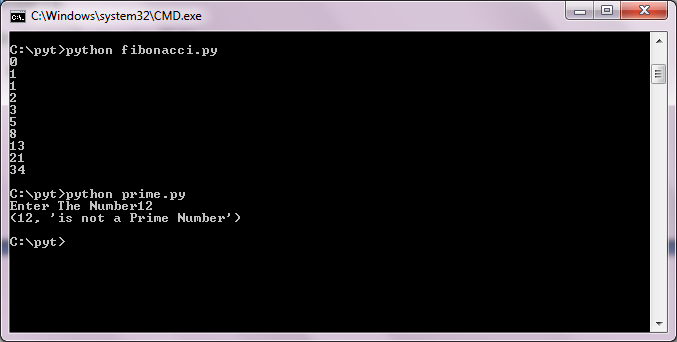 C:\Windows\system32\CMD.exe
C:\pyt>python fibonacci.py
0
1
1
2
3
5
8
13
21
34
C:\pyt>python prime.py
Enter The Number12
(12, 'is not a Prime Number')
C:\pyt>